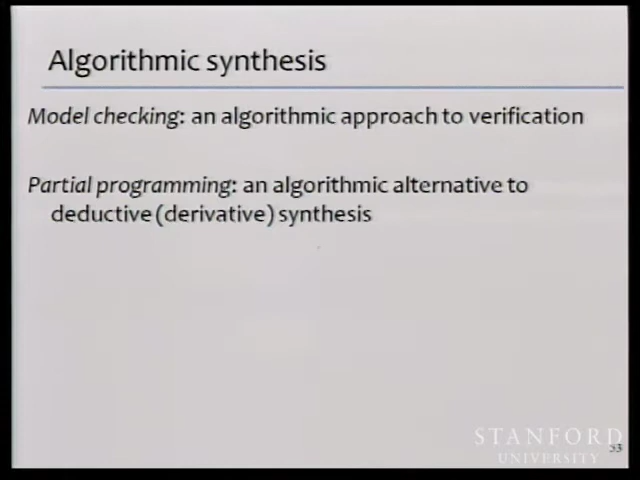 Algorithmic synthesis
Model checking: an algorithmic approach to verification
Partial programming: an algorithmic alternative to
deductive (derivative) synthesis
STANFORD
UNIVERSITY
53